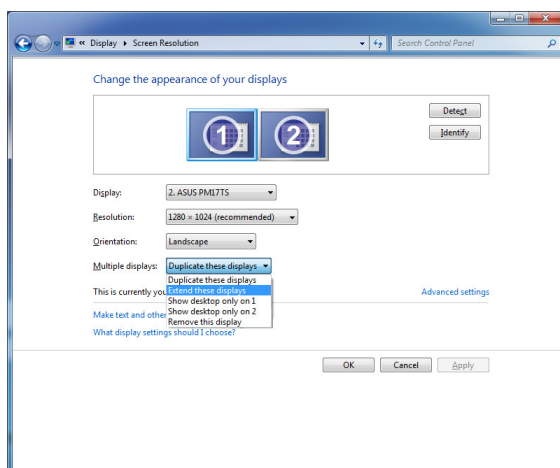 « Display ▸ Screen Resolution
Search Control Panel
Change the appearance of your displays
1
2
Detect
Identify
Display: 2. ASUS PM17TS
Resolution: 1280 × 1024 (recommended)
Orientation: Landscape
Multiple displays: Duplicate these displays
Duplicate these displays
Extend these displays
Show desktop only on 1
Show desktop only on 2
Remove this display
This is currently you
Advanced settings
Make text and othe
What display settings should I choose?
OK
Cancel
Apply